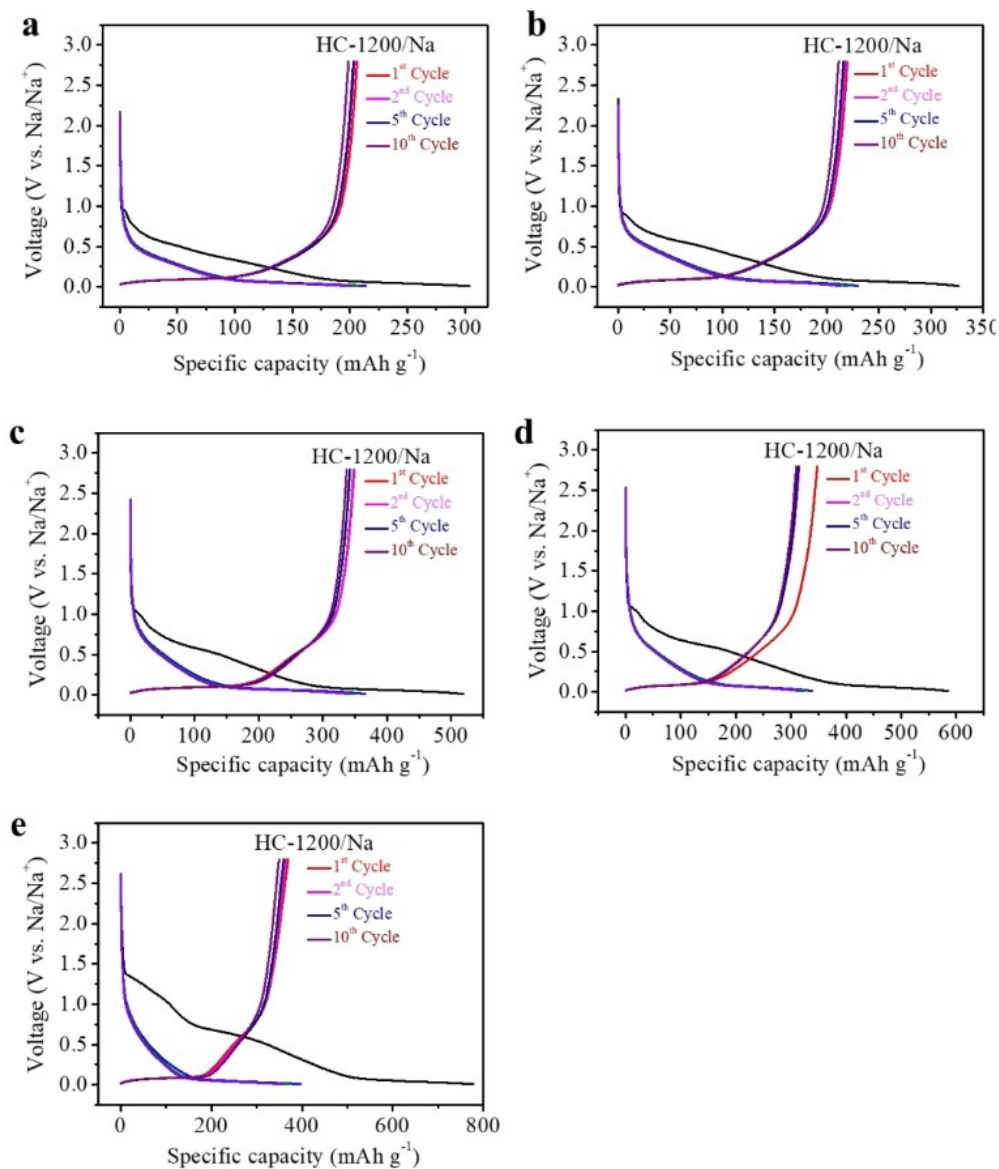 a
HC-1200/Na
1st Cycle
2nd Cycle
5th Cycle
10th Cycle
Voltage (V vs. Na/Na+)
3.0
2.5
2.0
1.5
1.0
0.5
0.0
0 50 100 150 200 250 300
Specific capacity (mAh g-1)
b
HC-1200/Na
1st Cycle
2nd Cycle
5th Cycle
10th Cycle
Voltage (V vs. Na/Na+)
3.0
2.5
2.0
1.5
1.0
0.5
0.0
0 50 100 150 200 250 300 350
Specific capacity (mAh g-1)
c
HC-1200/Na
1st Cycle
2nd Cycle
5th Cycle
10th Cycle
Voltage (V vs. Na/Na+)
3.0
2.5
2.0
1.5
1.0
0.5
0.0
0 100 200 300 400 500
Specific capacity (mAh g-1)
d
HC-1200/Na
1st Cycle
2nd Cycle
5th Cycle
10th Cycle
Voltage (V vs. Na/Na+)
3.0
2.5
2.0
1.5
1.0
0.5
0.0
0 100 200 300 400 500 600
Specific capacity (mAh g-1)
e
HC-1200/Na
1st Cycle
2nd Cycle
5th Cycle
10th Cycle
Voltage (V vs. Na/Na+)
3.0
2.5
2.0
1.5
1.0
0.5
0.0
0 200 400 600 800
Specific capacity (mAh g-1)